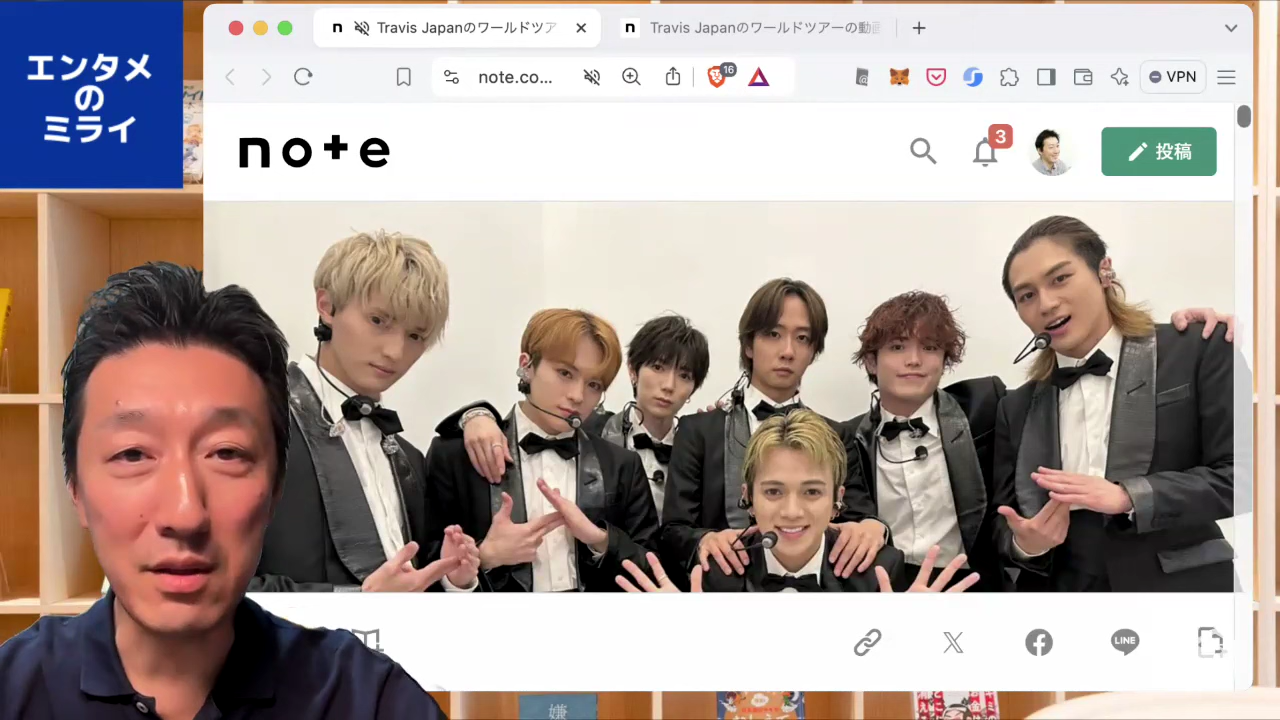 エンタメ
の
ミライ
Travis Japanのワールドツア
Travis Japanのワールドツアーの動
note.co...
16
VPN
note
3
投稿
LINE
嫌